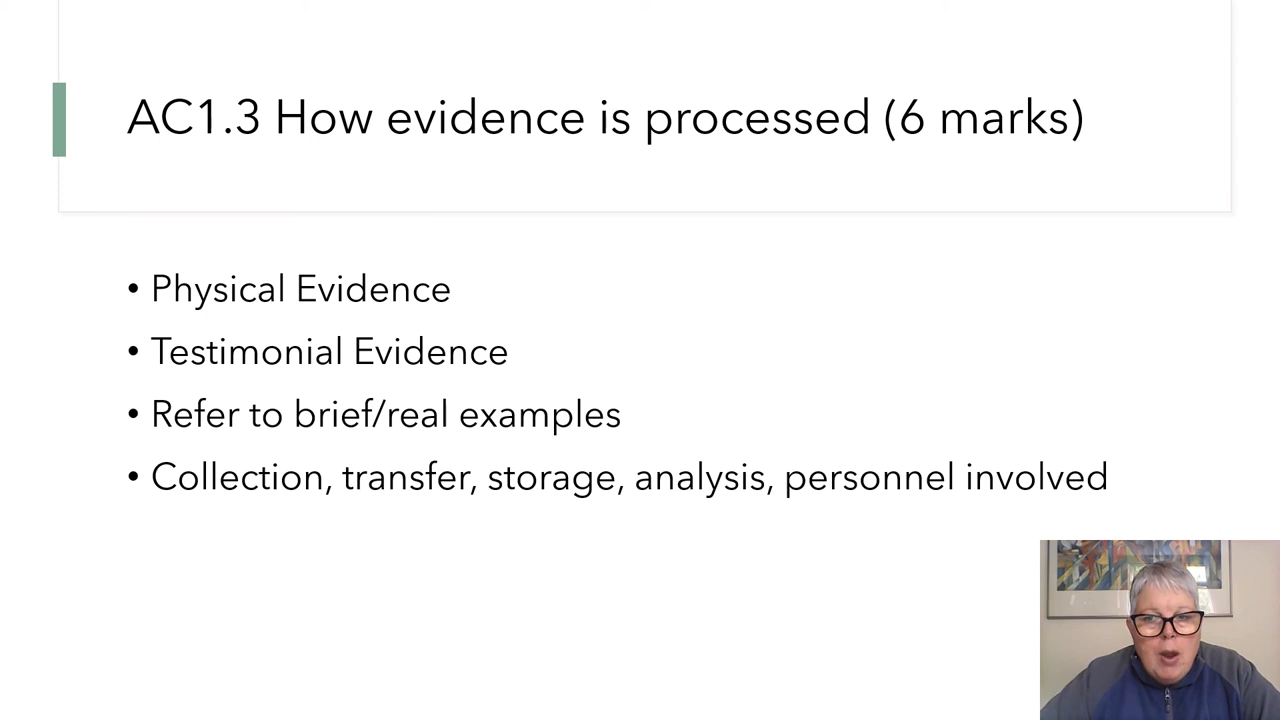 AC1.3 How evidence is processed (6 marks)
• Physical Evidence
• Testimonial Evidence
• Refer to brief/real examples
• Collection, transfer, storage, analysis, personnel involved